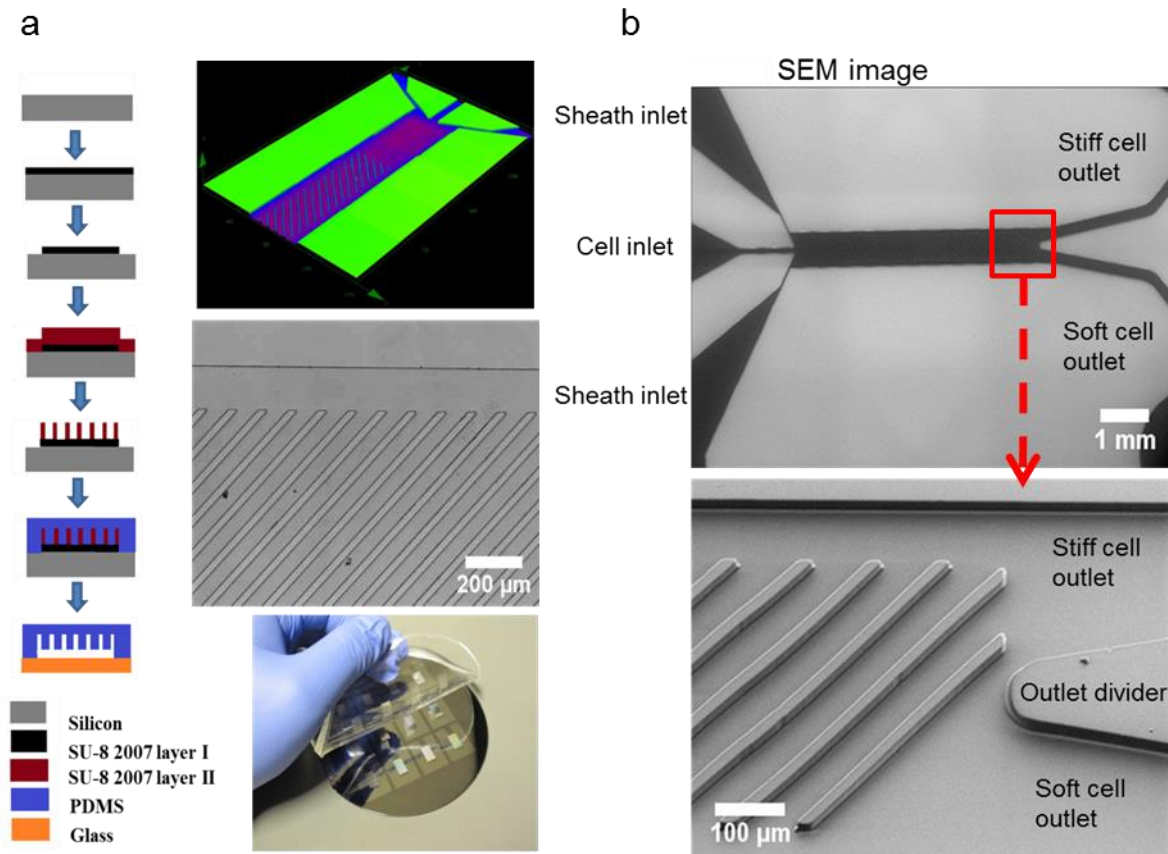 a
200 µm
Silicon
SU-8 2007 layer I
SU-8 2007 layer II
PDMS
Glass
b
SEM image
Sheath inlet
Cell inlet
Sheath inlet
Stiff cell
outlet
Soft cell
outlet
1 mm
Stiff cell
outlet
Outlet divider
Soft cell
outlet
100 µm